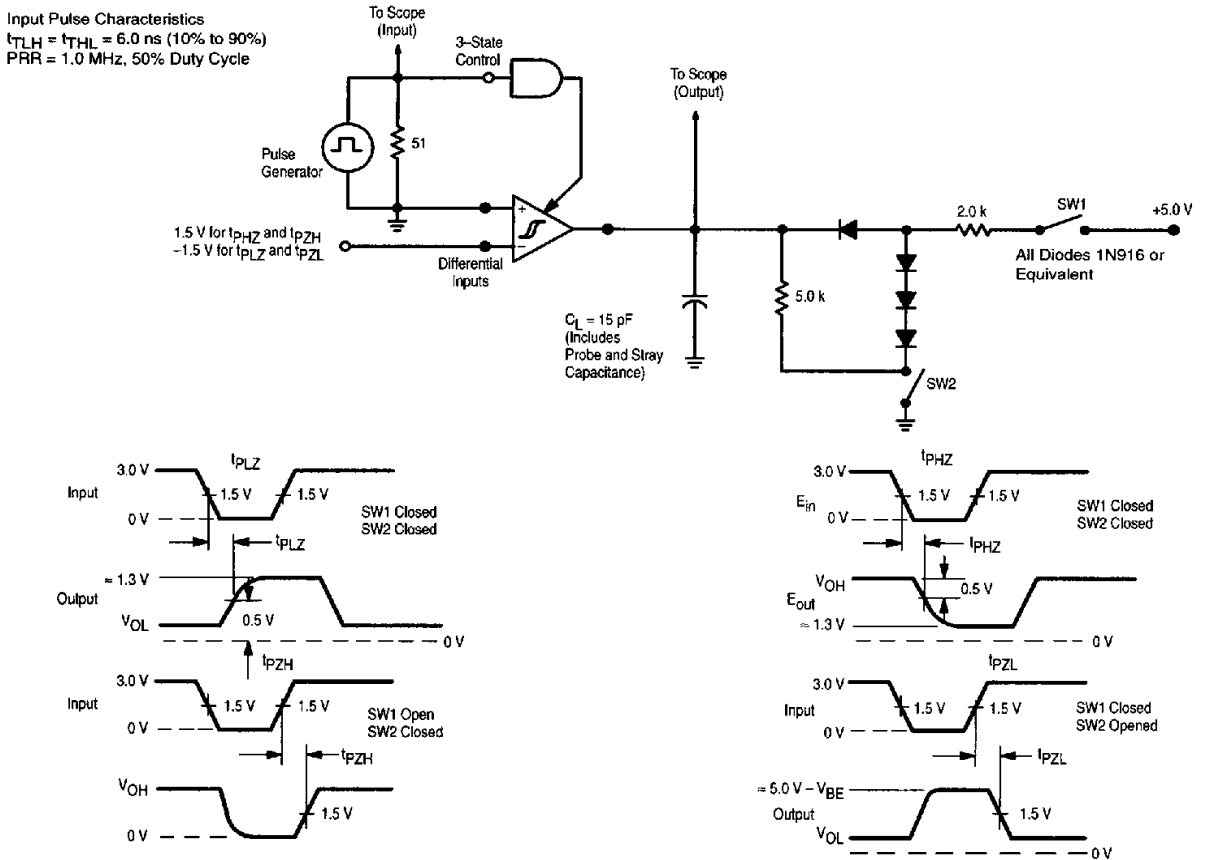 Input Pulse Characteristics
tTLH = tTHL = 6.0 ns (10% to 90%)
PRR = 1.0 MHz, 50% Duty Cycle
To Scope
(Input)
3–State
Control
To Scope
(Output)
51
Pulse
Generator
1.5 V for tPHZ and tPZH
–1.5 V for tPLZ and tPZL
+
–
Differential
Inputs
CL = 15 pF
(Includes
Probe and Stray
Capacitance)
5.0 k
2.0 k
SW1
+5.0 V
All Diodes 1N916 or
Equivalent
SW2
tPLZ
3.0 V
Input
1.5 V
1.5 V
0 V
SW1 Closed
SW2 Closed
tPLZ
≈ 1.3 V
Output
0.5 V
VOL
0 V
tPZH
3.0 V
Input
1.5 V
1.5 V
0 V
SW1 Open
SW2 Closed
tPZH
VOH
1.5 V
0 V
tPHZ
3.0 V
Ein
1.5 V
1.5 V
0 V
SW1 Closed
SW2 Closed
tPHZ
VOH
0.5 V
Eout
≈ 1.3 V
0 V
tPZL
3.0 V
Input
1.5 V
1.5 V
0 V
SW1 Closed
SW2 Opened
tPZL
≈ 5.0 V – VBE
Output
1.5 V
VOL
0 V